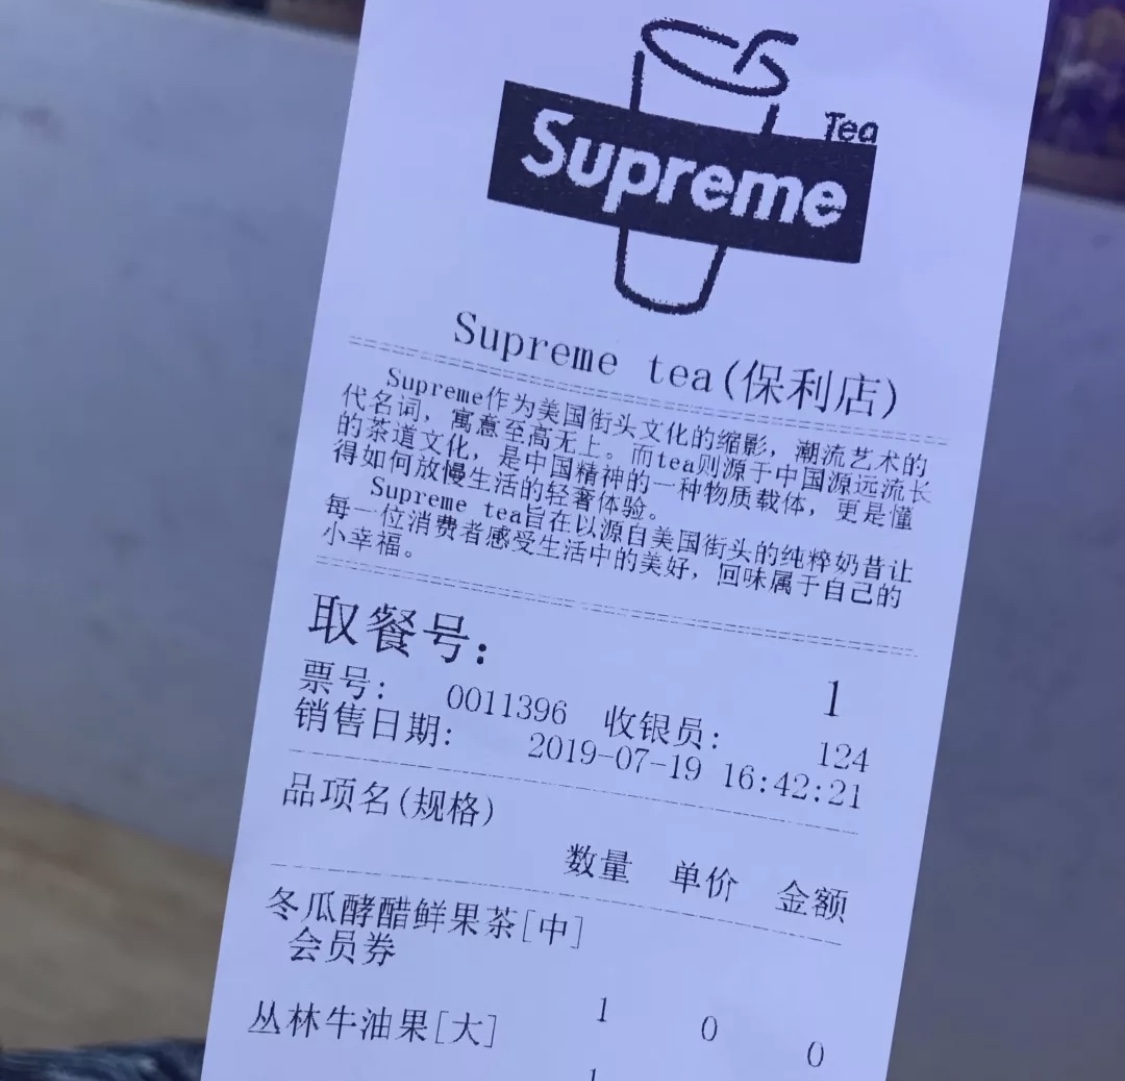 Tea
Supreme
Supreme tea(保利店)
Supreme作为美国街头文化的缩影，潮流艺术的
代名词，寓意至高无上。而tea则源于中国源远流长
的茶道文化，是中国精神的一种物质载体，更是懂
得如何放慢生活的轻奢体验。
Supreme tea旨在以源自美国街头的纯粹奶昔让
每一位消费者感受生活中的美好，回味属于自己的
小幸福。
取餐号： 1
票号： 0011396 收银员： 124
销售日期： 2019-07-19 16:42:21
品项名(规格)
数量 单价 金额
冬瓜酵醋鲜果茶[中]
会员券
1 0 0
丛林牛油果[大]
1